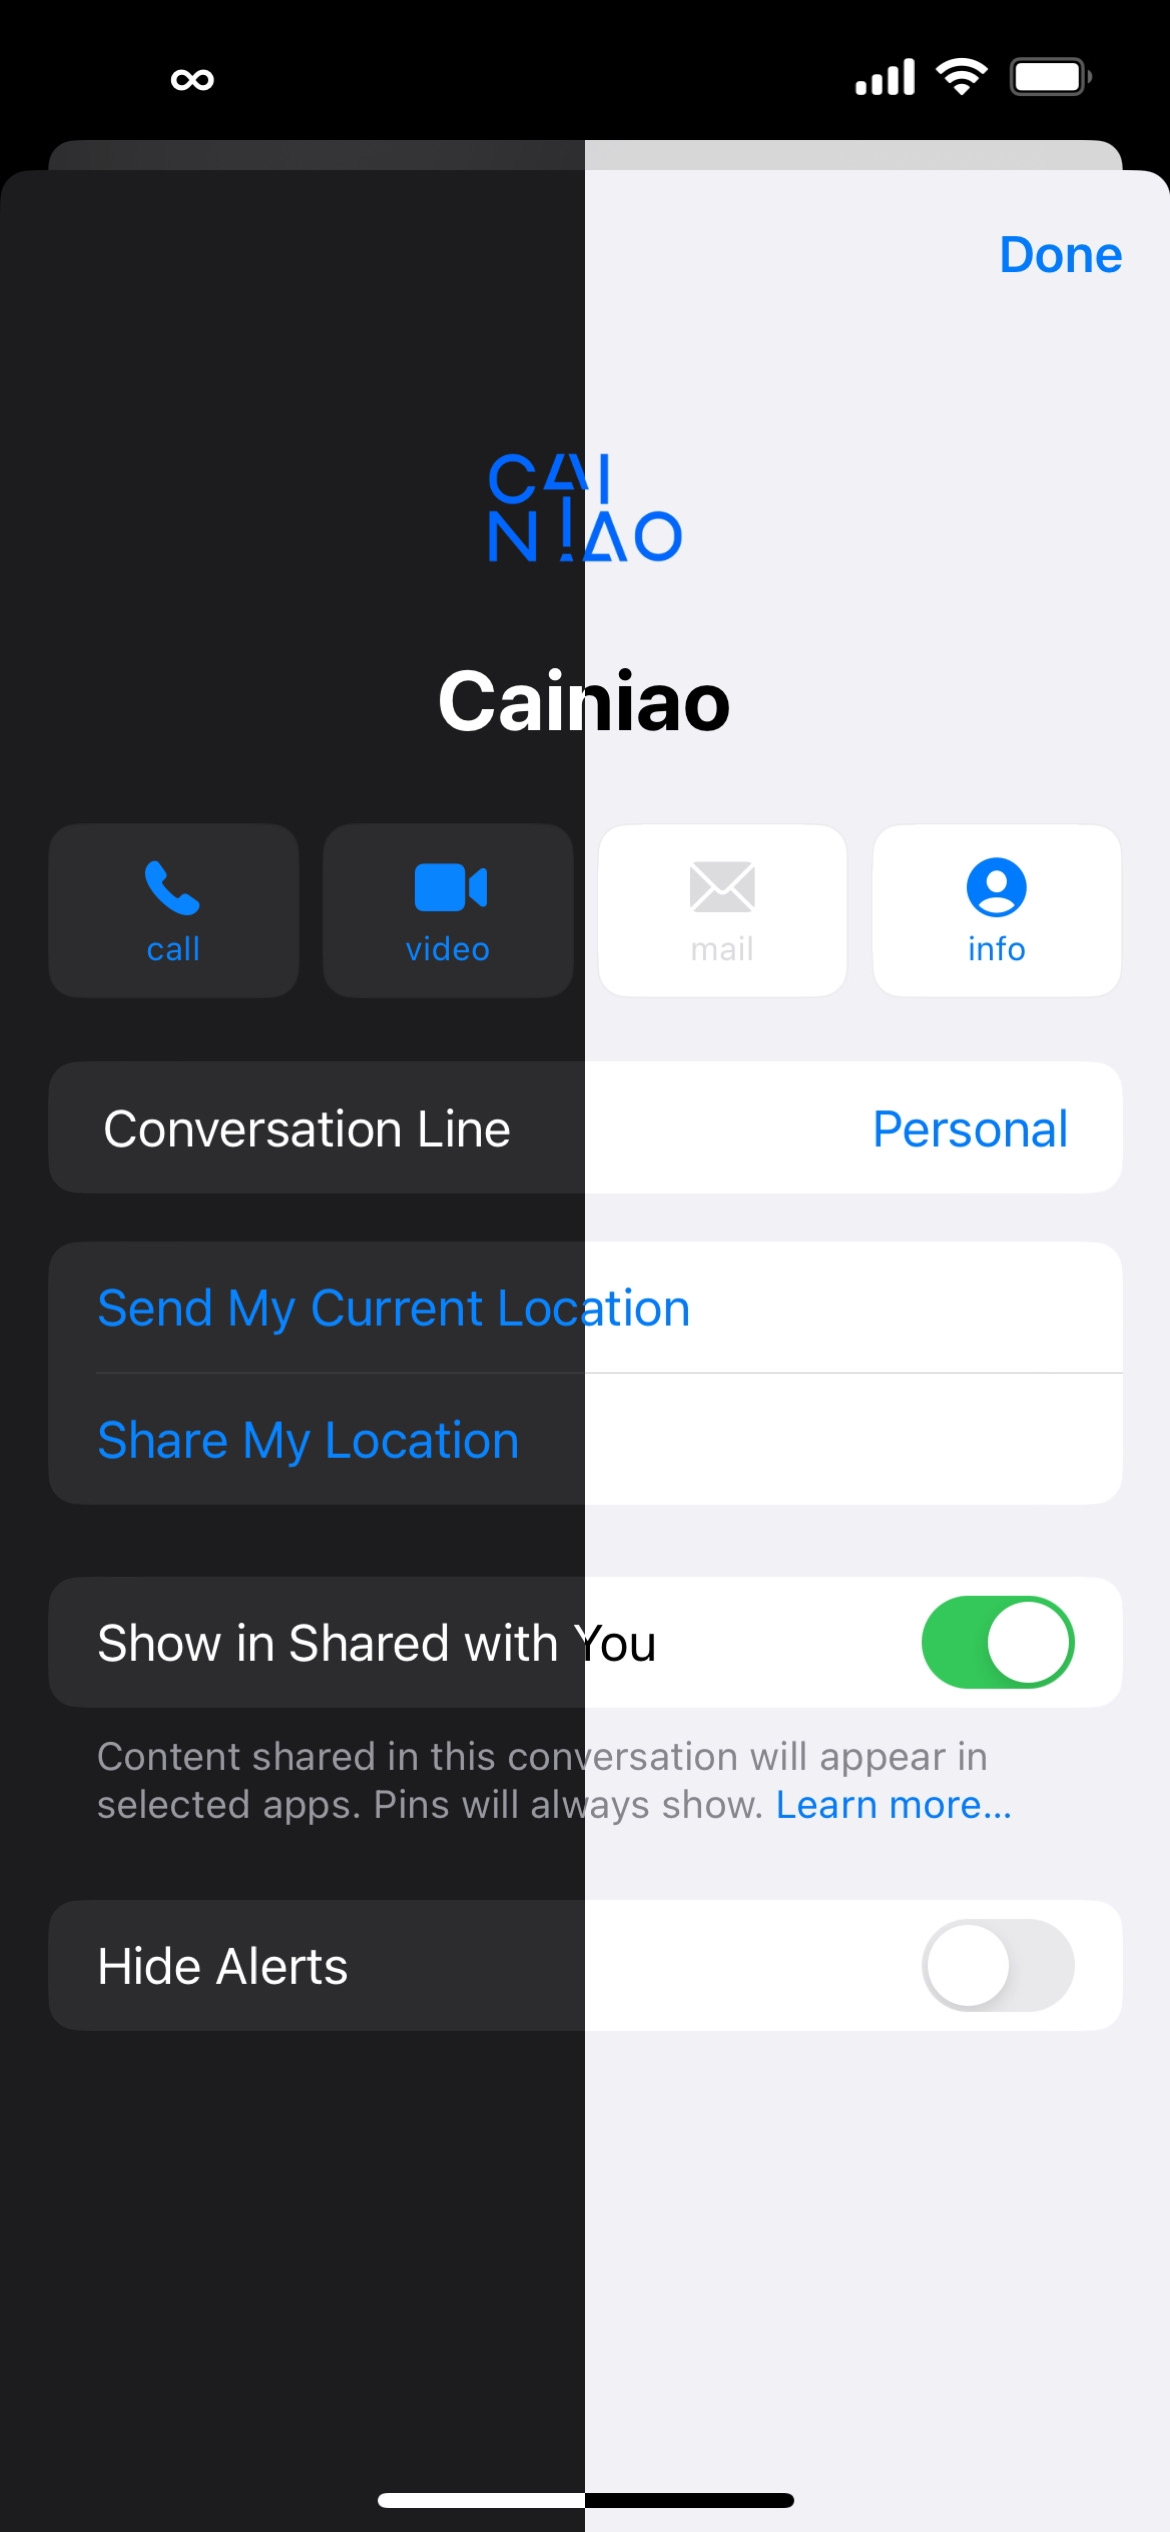 Done
CAI
NIAO
Cainiao
call
video
mail
info
Conversation Line
Personal
Send My Current Location
Share My Location
Show in Shared with You
Content shared in this conversation will appear in
selected apps. Pins will always show. Learn more...
Hide Alerts